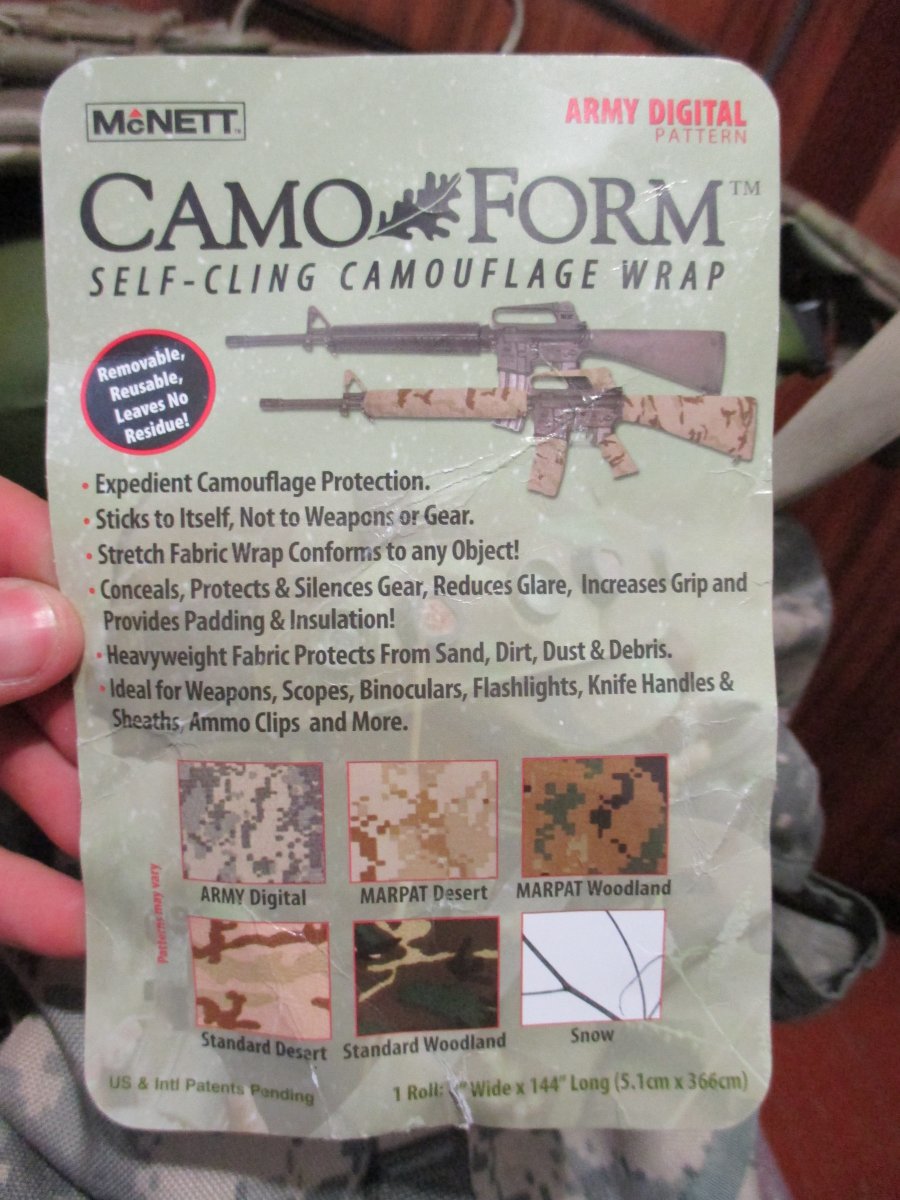 McNETT™
ARMY DIGITAL
PATTERN
CAMO FORM™
SELF-CLING CAMOUFLAGE WRAP
Removable,
Reusable,
Leaves No
Residue!
• Expedient Camouflage Protection.
• Sticks to Itself, Not to Weapons or Gear.
• Stretch Fabric Wrap Conforms to any Object!
• Conceals, Protects & Silences Gear, Reduces Glare, Increases Grip and
Provides Padding & Insulation!
• Heavyweight Fabric Protects From Sand, Dirt, Dust & Debris.
• Ideal for Weapons, Scopes, Binoculars, Flashlights, Knife Handles &
Sheaths, Ammo Clips and More.
Patterns may vary
ARMY Digital
MARPAT Desert
MARPAT Woodland
Standard Desert
Standard Woodland
Snow
US & Intl Patents Pending
1 Roll: " Wide x 144" Long (5.1cm x 366cm)